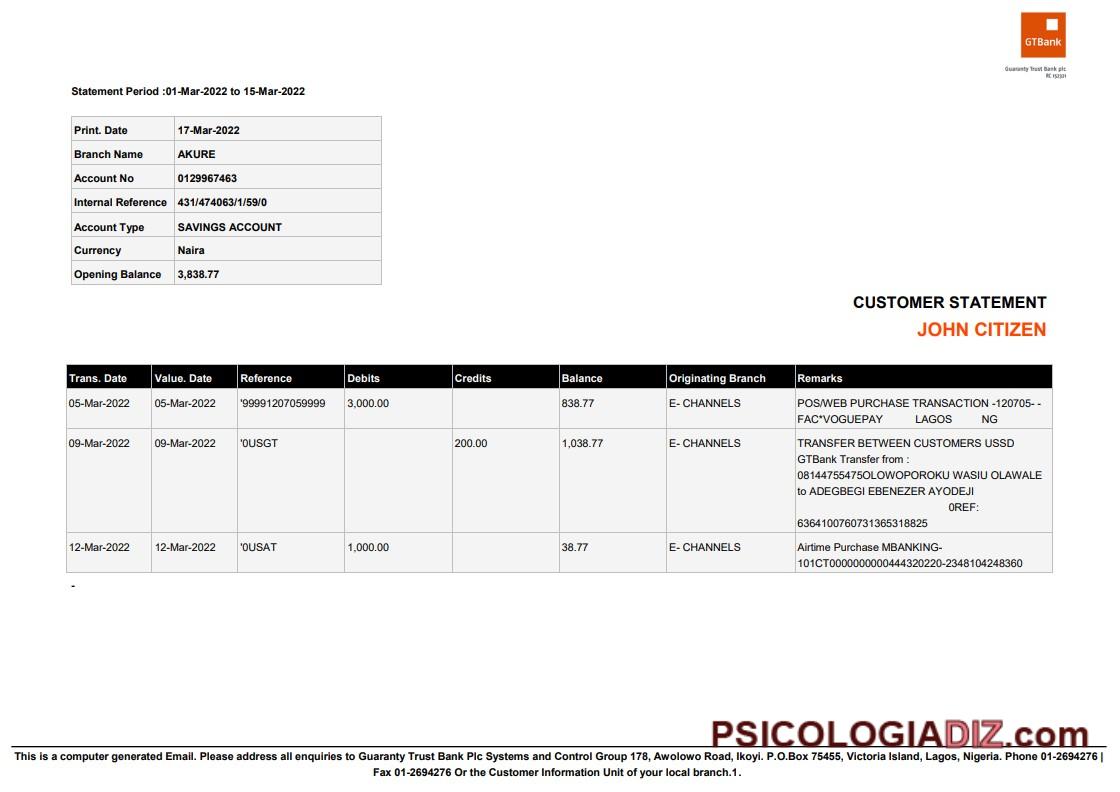 GTBank
Guaranty Trust Bank plc
RC 152321
Statement Period :01-Mar-2022 to 15-Mar-2022
Print. Date 17-Mar-2022
Branch Name AKURE
Account No 0129967463
Internal Reference 431/474063/1/59/0
Account Type SAVINGS ACCOUNT
Currency Naira
Opening Balance 3,838.77
CUSTOMER STATEMENT
JOHN CITIZEN
Trans. Date Value. Date Reference Debits Credits Balance Originating Branch Remarks
05-Mar-2022 05-Mar-2022 '99991207059999 3,000.00 838.77 E- CHANNELS POS/WEB PURCHASE TRANSACTION -120705- -
FAC*VOGUEPAY LAGOS NG
09-Mar-2022 09-Mar-2022 '0USGT 200.00 1,038.77 E- CHANNELS TRANSFER BETWEEN CUSTOMERS USSD
GTBank Transfer from :
08144755475OLOWOPOROKU WASIU OLAWALE
to ADEGBEGI EBENEZER AYODEJI
0REF:
6364100760731365318825
12-Mar-2022 12-Mar-2022 '0USAT 1,000.00 38.77 E- CHANNELS Airtime Purchase MBANKING-
101CT0000000000444320220-2348104248360
-
PSICOLOGIADIZ.com
This is a computer generated Email. Please address all enquiries to Guaranty Trust Bank Plc Systems and Control Group 178, Awolowo Road, Ikoyi. P.O.Box 75455, Victoria Island, Lagos, Nigeria. Phone 01-2694276 |
Fax 01-2694276 Or the Customer Information Unit of your local branch.1.